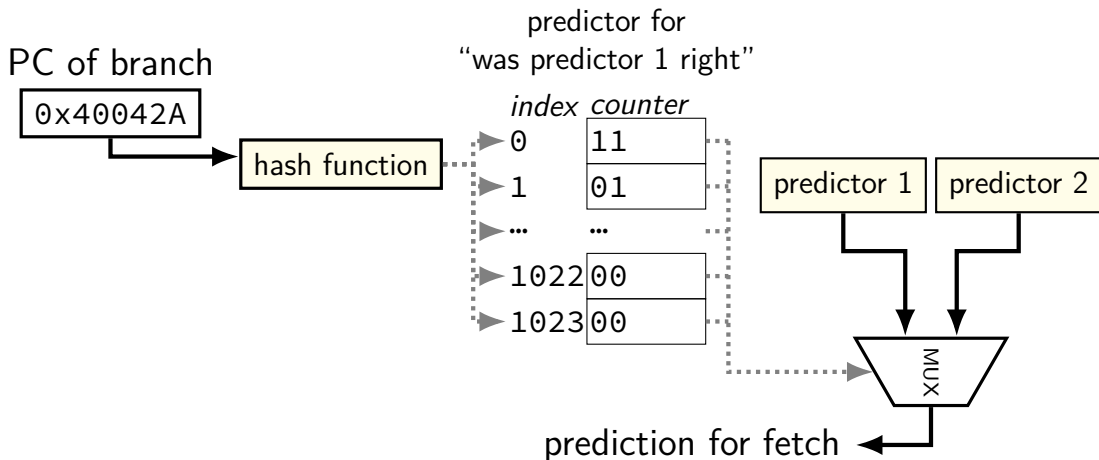 predictor for
“was predictor 1 right”
PC of branch
0x40042A
index counter
hash function
0 11
1 01
… …
1022 00
1023 00
predictor 1 predictor 2
MUX
prediction for fetch